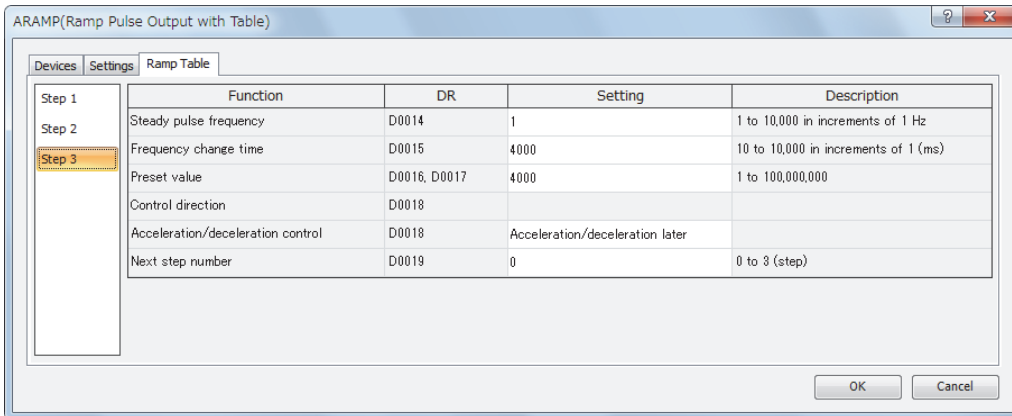 ARAMP(Ramp Pulse Output with Table)
? X
Devices Settings Ramp Table
Step 1
Step 2
Step 3
Function DR Setting Description
Steady pulse frequency D0014 1 1 to 10,000 in increments of 1 Hz
Frequency change time D0015 4000 10 to 10,000 in increments of 1 (ms)
Preset value D0016, D0017 4000 1 to 100,000,000
Control direction D0018
Acceleration/deceleration control D0018 Acceleration/deceleration later
Next step number D0019 0 0 to 3 (step)
OK Cancel